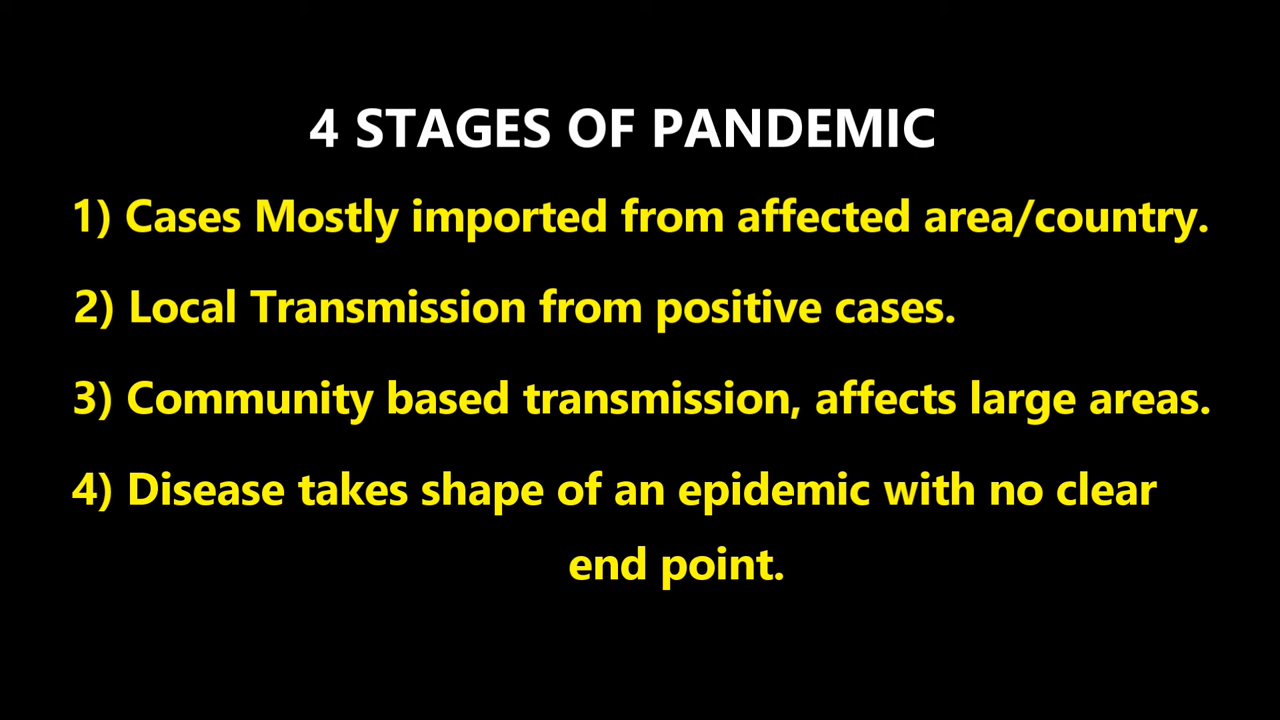 4 STAGES OF PANDEMIC
1) Cases Mostly imported from affected area/country.
2) Local Transmission from positive cases.
3) Community based transmission, affects large areas.
4) Disease takes shape of an epidemic with no clear
end point.